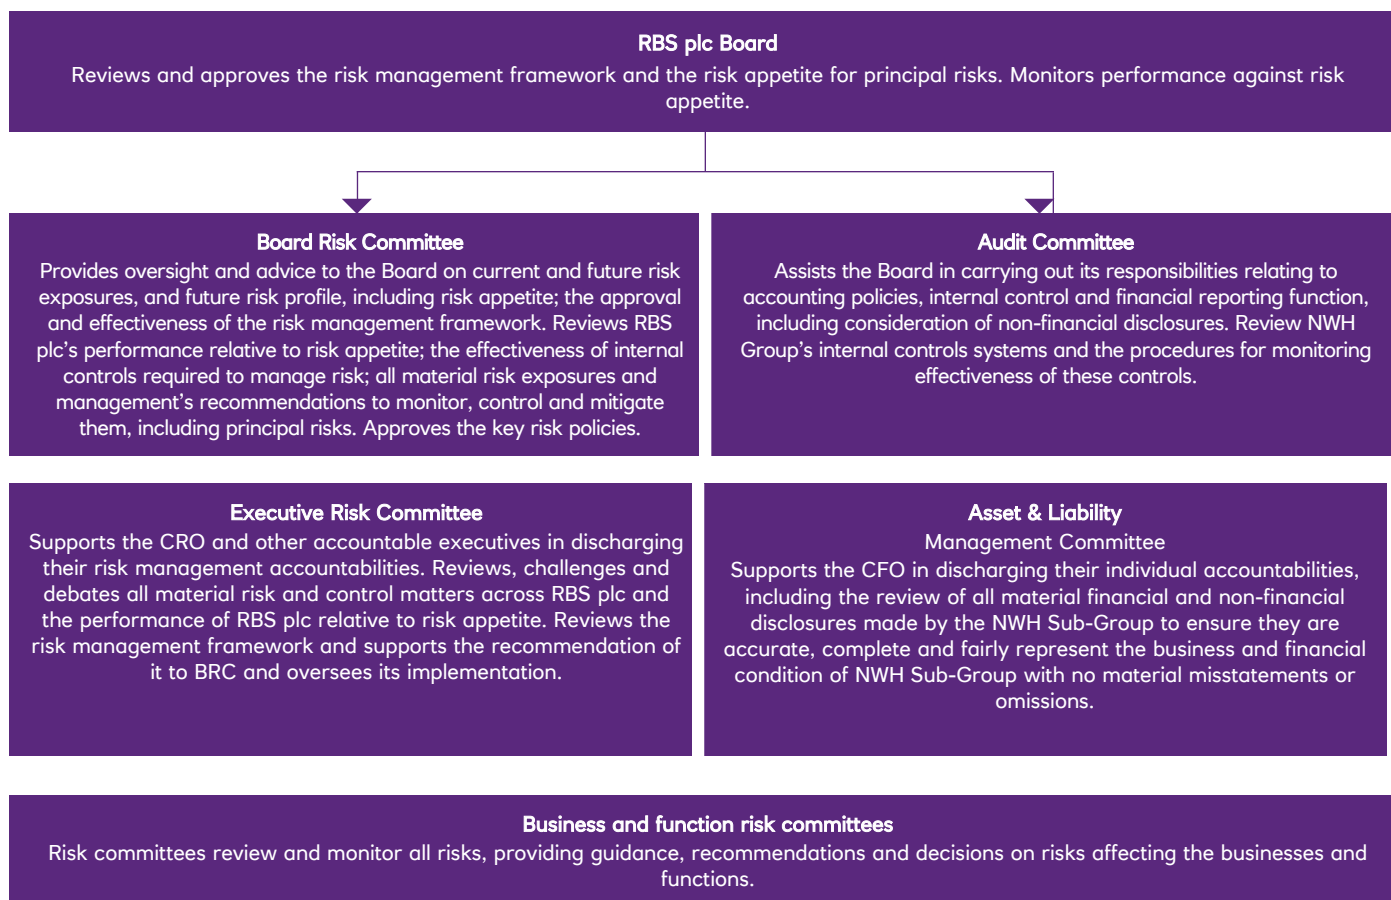 RBS plc Board
Reviews and approves the risk management framework and the risk appetite for principal risks. Monitors performance against risk
appetite.
Board Risk Committee
Provides oversight and advice to the Board on current and future risk
exposures, and future risk profile, including risk appetite; the approval
and effectiveness of the risk management framework. Reviews RBS
plc’s performance relative to risk appetite; the effectiveness of internal
controls required to manage risk; all material risk exposures and
management’s recommendations to monitor, control and mitigate
them, including principal risks. Approves the key risk policies.
Audit Committee
Assists the Board in carrying out its responsibilities relating to
accounting policies, internal control and financial reporting function,
including consideration of non-financial disclosures. Review NWH
Group’s internal controls systems and the procedures for monitoring
effectiveness of these controls.
Executive Risk Committee
Supports the CRO and other accountable executives in discharging
their risk management accountabilities. Reviews, challenges and
debates all material risk and control matters across RBS plc and
the performance of RBS plc relative to risk appetite. Reviews the
risk management framework and supports the recommendation of
it to BRC and oversees its implementation.
Asset & Liability
Management Committee
Supports the CFO in discharging their individual accountabilities,
including the review of all material financial and non-financial
disclosures made by the NWH Sub-Group to ensure they are
accurate, complete and fairly represent the business and financial
condition of NWH Sub-Group with no material misstatements or
omissions.
Business and function risk committees
Risk committees review and monitor all risks, providing guidance, recommendations and decisions on risks affecting the businesses and
functions.